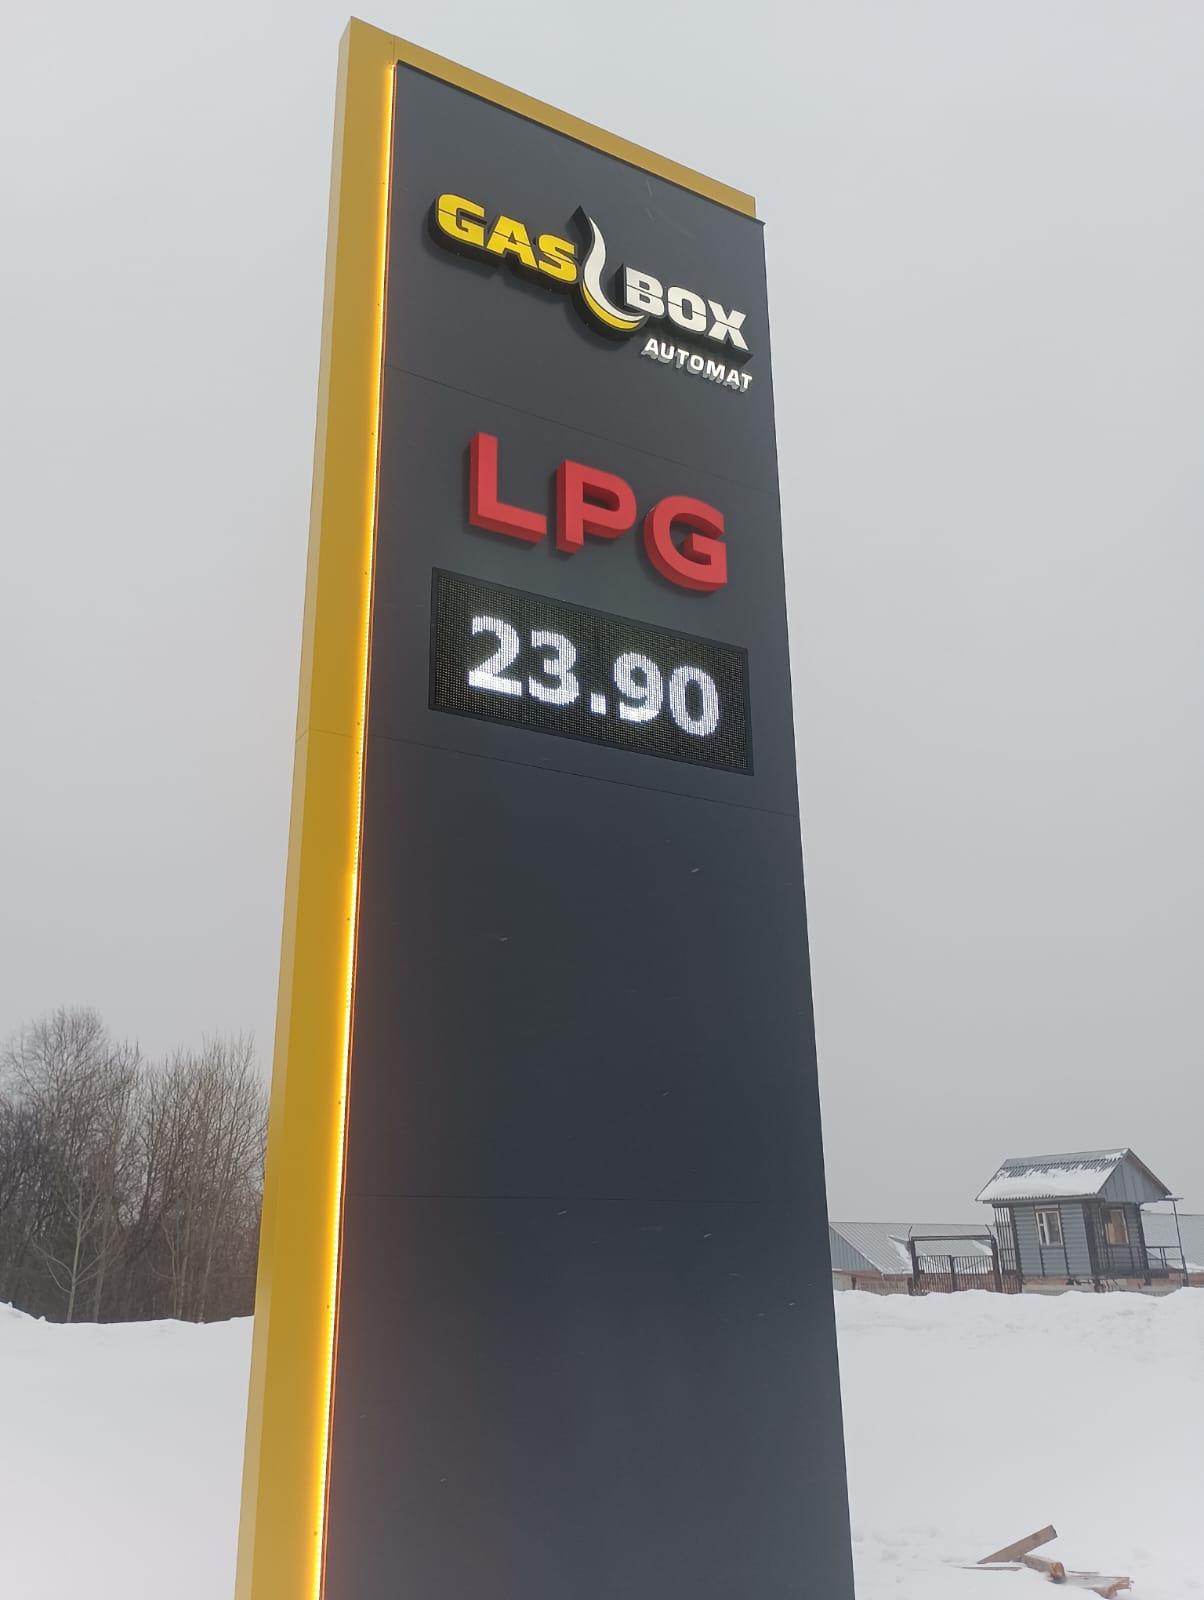 GAS BOX
AUTOMAT
LPG
23.90